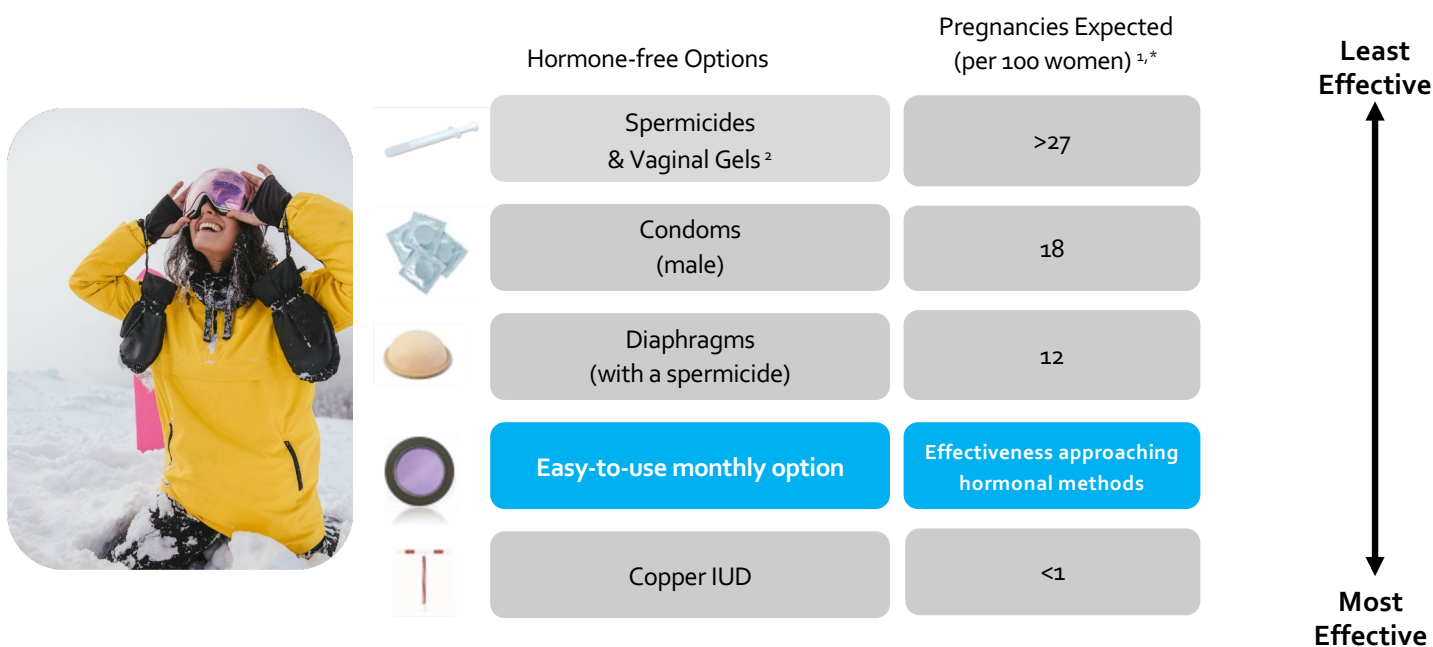 Hormone-free Options
Pregnancies Expected
(per 100 women) 1,*
Least
Effective
Spermicides
& Vaginal Gels 2
>27
Condoms
(male)
18
Diaphragms
(with a spermicide)
12
Easy-to-use monthly option
Effectiveness approaching
hormonal methods
Copper IUD
<1
Most
Effective